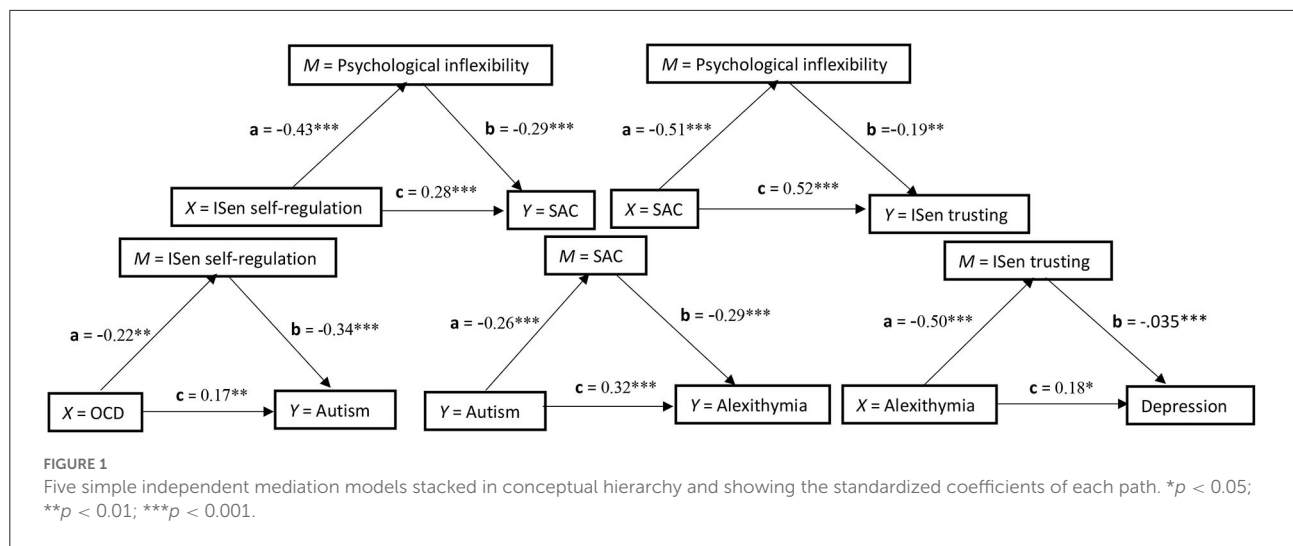 M = Psychological inflexibility
a = -0.43***
b = -0.29***
X = ISen self-regulation
c = 0.28***
Y = SAC
M = Psychological inflexibility
a = -0.51***
b =-0.19**
X = SAC
c = 0.52***
Y = ISen trusting
M = ISen self-regulation
a = -0.22**
b = -0.34***
X = OCD
c = 0.17**
Y = Autism
M = SAC
a = -0.26***
b = -0.29***
Y = Autism
c = 0.32***
Y = Alexithymia
M = ISen trusting
a = -0.50***
b = -.035***
X = Alexithymia
c = 0.18*
Depression
FIGURE 1
Five simple independent mediation models stacked in conceptual hierarchy and showing the standardized coefficients of each path. *p < 0.05;
**p < 0.01; ***p < 0.001.